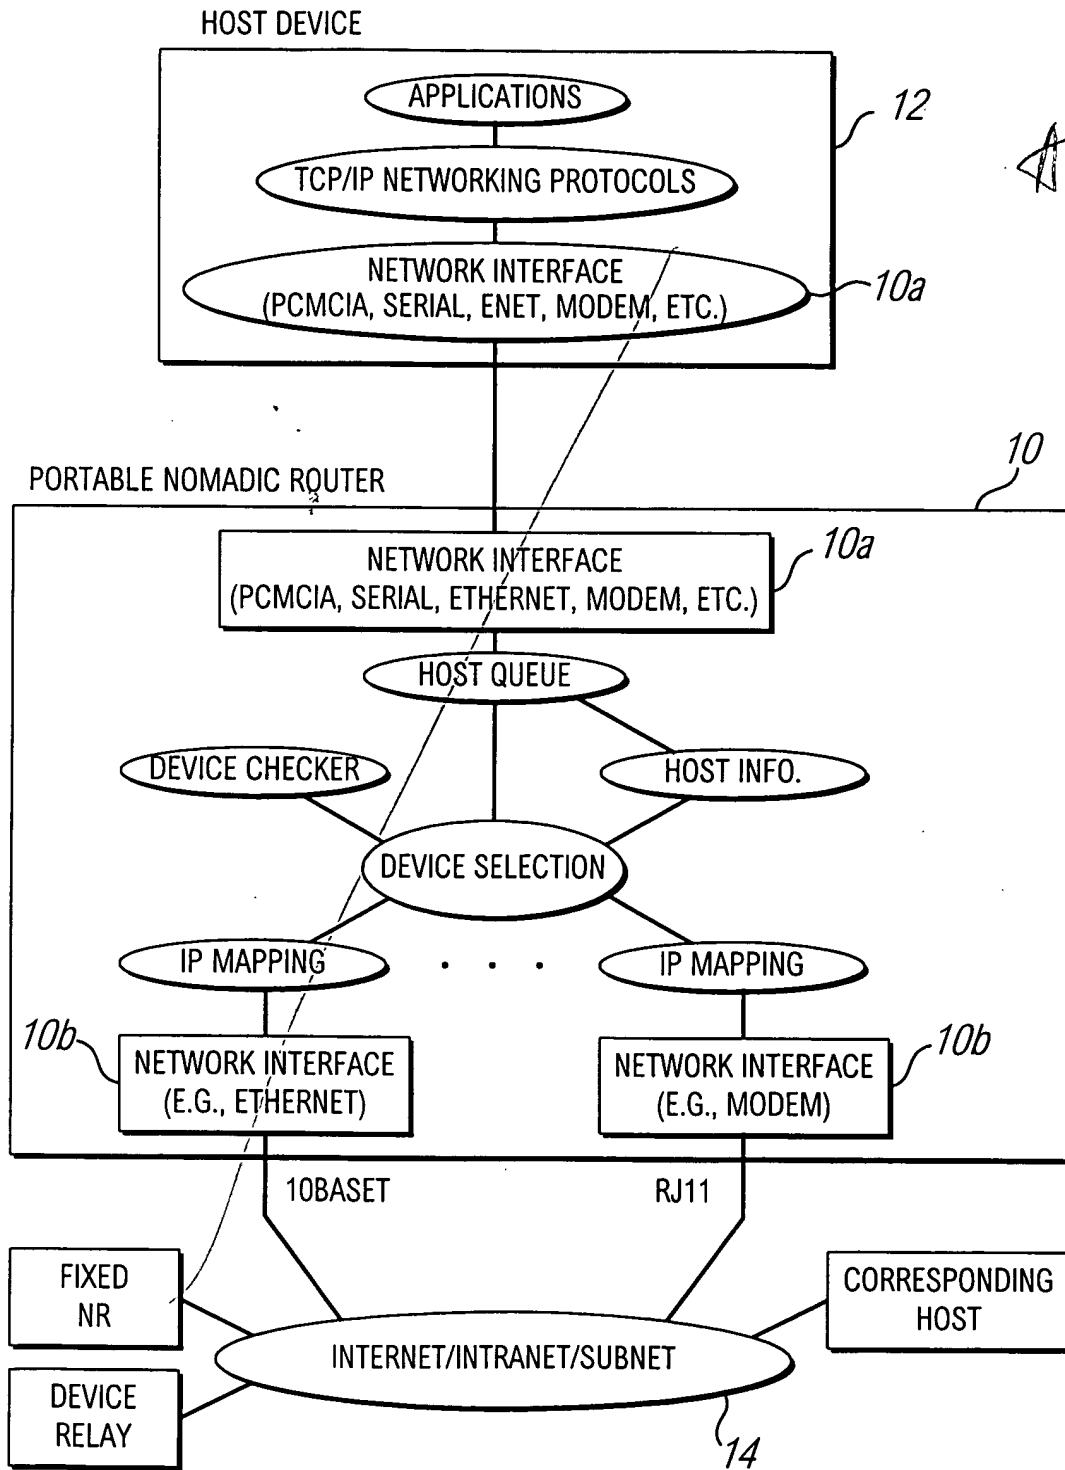 HOST DEVICE
APPLICATIONS
12
TCP/IP NETWORKING PROTOCOLS
NETWORK INTERFACE
(PCMCIA, SERIAL, ENET, MODEM, ETC.)
10a
10
PORTABLE NOMADIC ROUTER
NETWORK INTERFACE
(PCMCIA, SERIAL, ETHERNET, MODEM, ETC.)
10a
HOST QUEUE
DEVICE CHECKER
HOST INFO.
DEVICE SELECTION
IP MAPPING
. . .
IP MAPPING
10b
NETWORK INTERFACE
(E.G., ETHERNET)
NETWORK INTERFACE
(E.G., MODEM)
10b
10BASET
RJ11
FIXED
NR
CORRESPONDING
HOST
INTERNET/INTRANET/SUBNET
DEVICE
RELAY
14